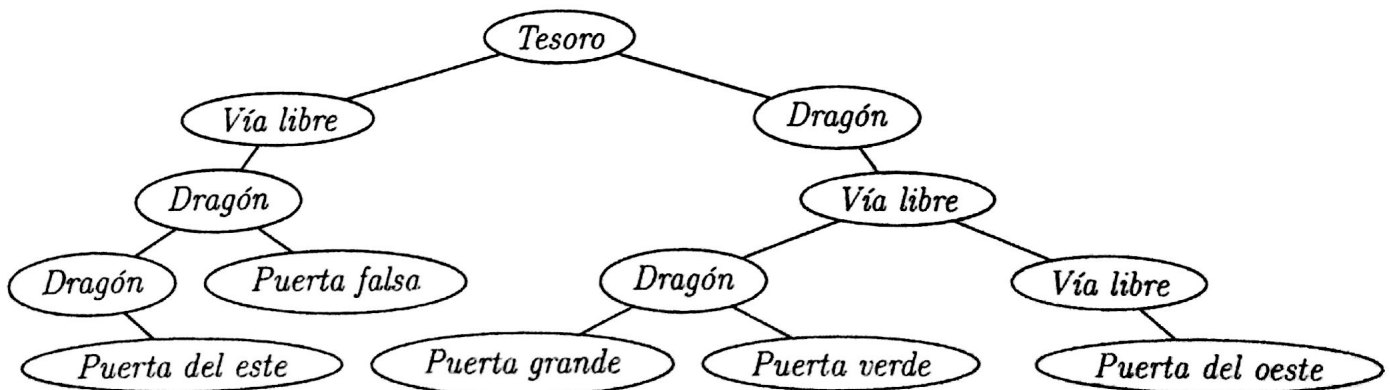 Tesoro
Vía libre
Dragón
Dragón
Vía libre
Dragón
Puerta falsa
Dragón
Vía libre
Puerta del este
Puerta grande
Puerta verde
Puerta del oeste